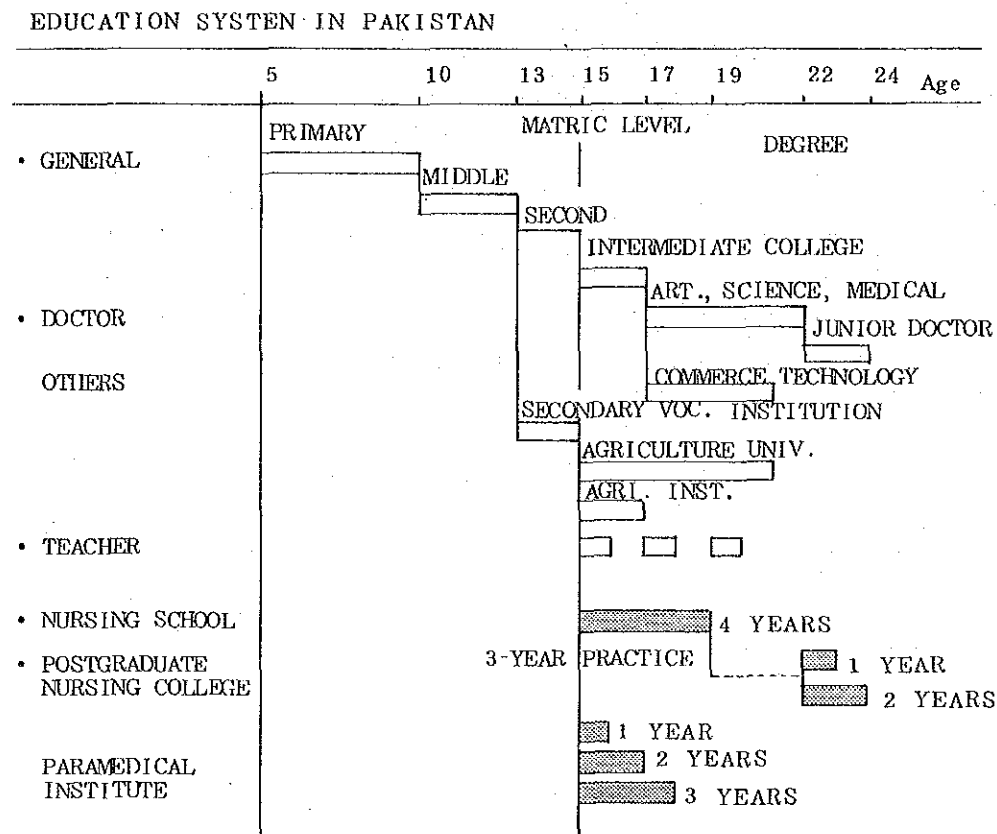 EDUCATION SYSTEN IN PAKISTAN
5 10 13 15 17 19 22 24 Age
PRIMARY MATRIC LEVEL DEGREE
• GENERAL
MIDDLE
SECOND
INTERMEDIATE COLLEGE
ART., SCIENCE, MEDICAL
• DOCTOR JUNIOR DOCTOR
OTHERS COMMERCE, TECHNOLOGY
SECONDARY VOC. INSTITUTION
AGRICULTURE UNIV.
AGRI. INST.
• TEACHER
• NURSING SCHOOL 4 YEARS
• POSTGRADUATE 3-YEAR PRACTICE 1 YEAR
NURSING COLLEGE 2 YEARS
1 YEAR
PARAMEDICAL 2 YEARS
INSTITUTE 3 YEARS